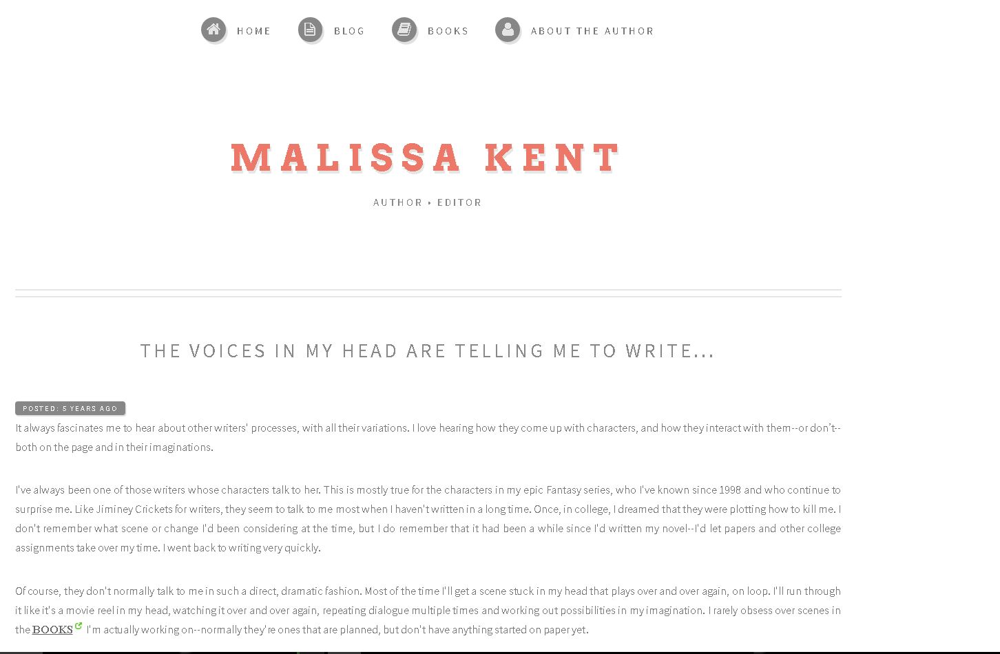 HOME BLOG BOOKS ABOUT THE AUTHOR
MALISSA KENT
AUTHOR • EDITOR
THE VOICES IN MY HEAD ARE TELLING ME TO WRITE...
POSTED: 5 YEARS AGO
It always fascinates me to hear about other writers' processes, with all their variations. I love hearing how they come up with characters, and how they interact with them--or don't--
both on the page and in their imaginations.
I've always been one of those writers whose characters talk to her. This is mostly true for the characters in my epic Fantasy series, who I've known since 1998 and who continue to
surprise me. Like Jiminey Crickets for writers, they seem to talk to me most when I haven't written in a long time. Once, in college, I dreamed that they were plotting how to kill me. I
don't remember what scene or change I'd been considering at the time, but I do remember that it had been a while since I'd written my novel--I'd let papers and other college
assignments take over my time. I went back to writing very quickly.
Of course, they don't normally talk to me in such a direct, dramatic fashion. Most of the time I'll get a scene stuck in my head that plays over and over again, on loop. I'll run through
it like it's a movie reel in my head, watching it over and over again, repeating dialogue multiple times and working out possibilities in my imagination. I rarely obsess over scenes in
the BOOKS I'm actually working on--normally they're ones that are planned, but don't have anything started on paper yet.